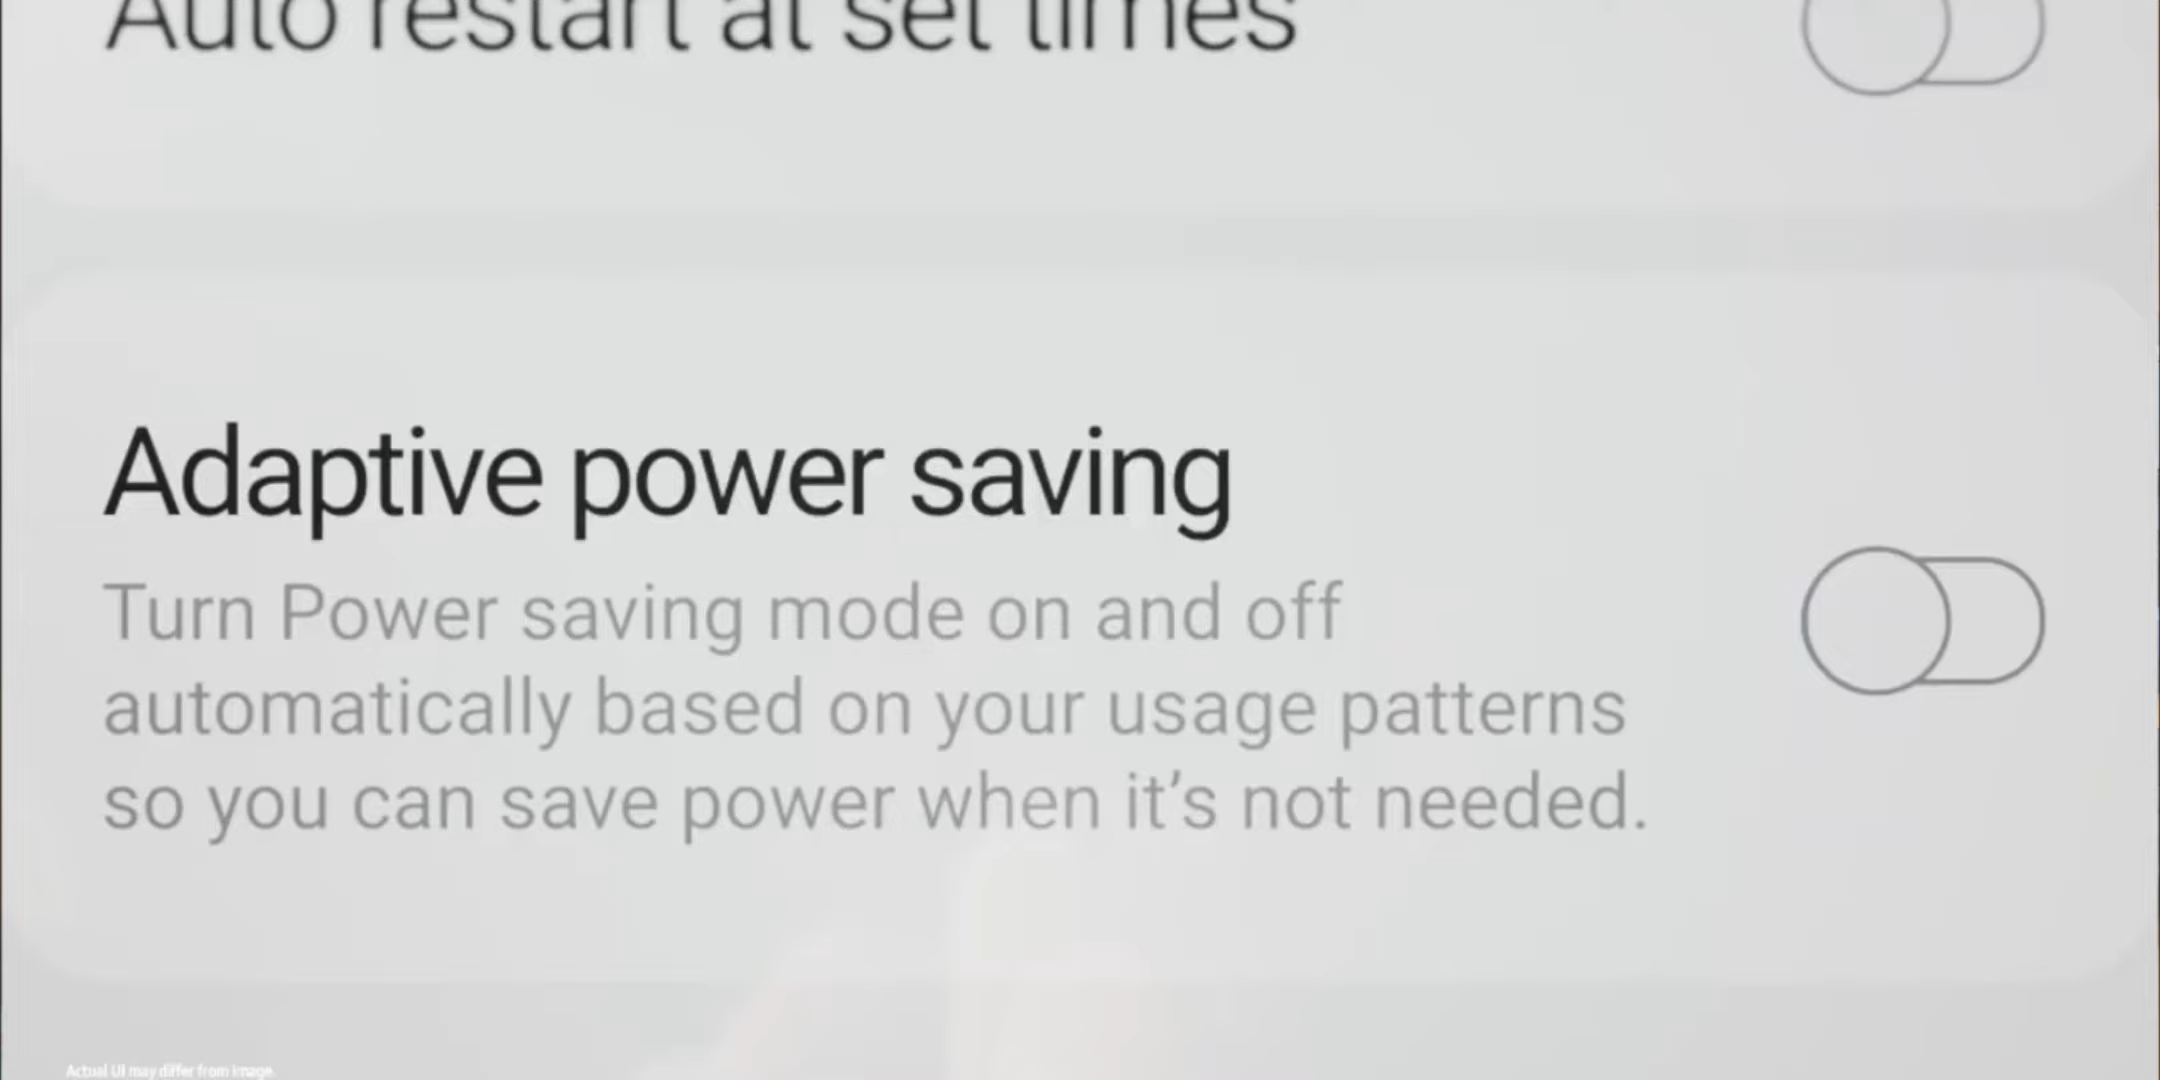 Auto restart at set times
Adaptive power saving
Turn Power saving mode on and off
automatically based on your usage patterns
so you can save power when it’s not needed.
Actual UI may differ from image.